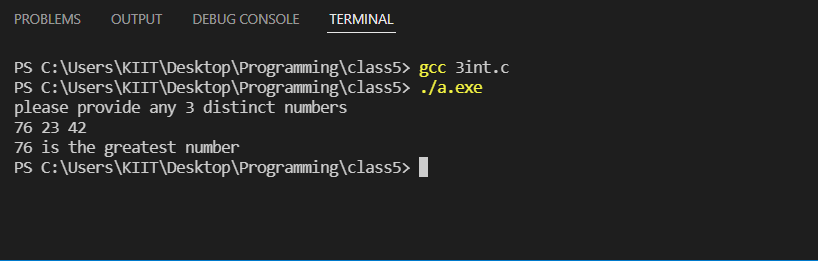 PROBLEMS OUTPUT DEBUG CONSOLE TERMINAL
PS C:\Users\KIIT\Desktop\Programming\class5> gcc 3int.c
PS C:\Users\KIIT\Desktop\Programming\class5> ./a.exe
please provide any 3 distinct numbers
76 23 42
76 is the greatest number
PS C:\Users\KIIT\Desktop\Programming\class5>